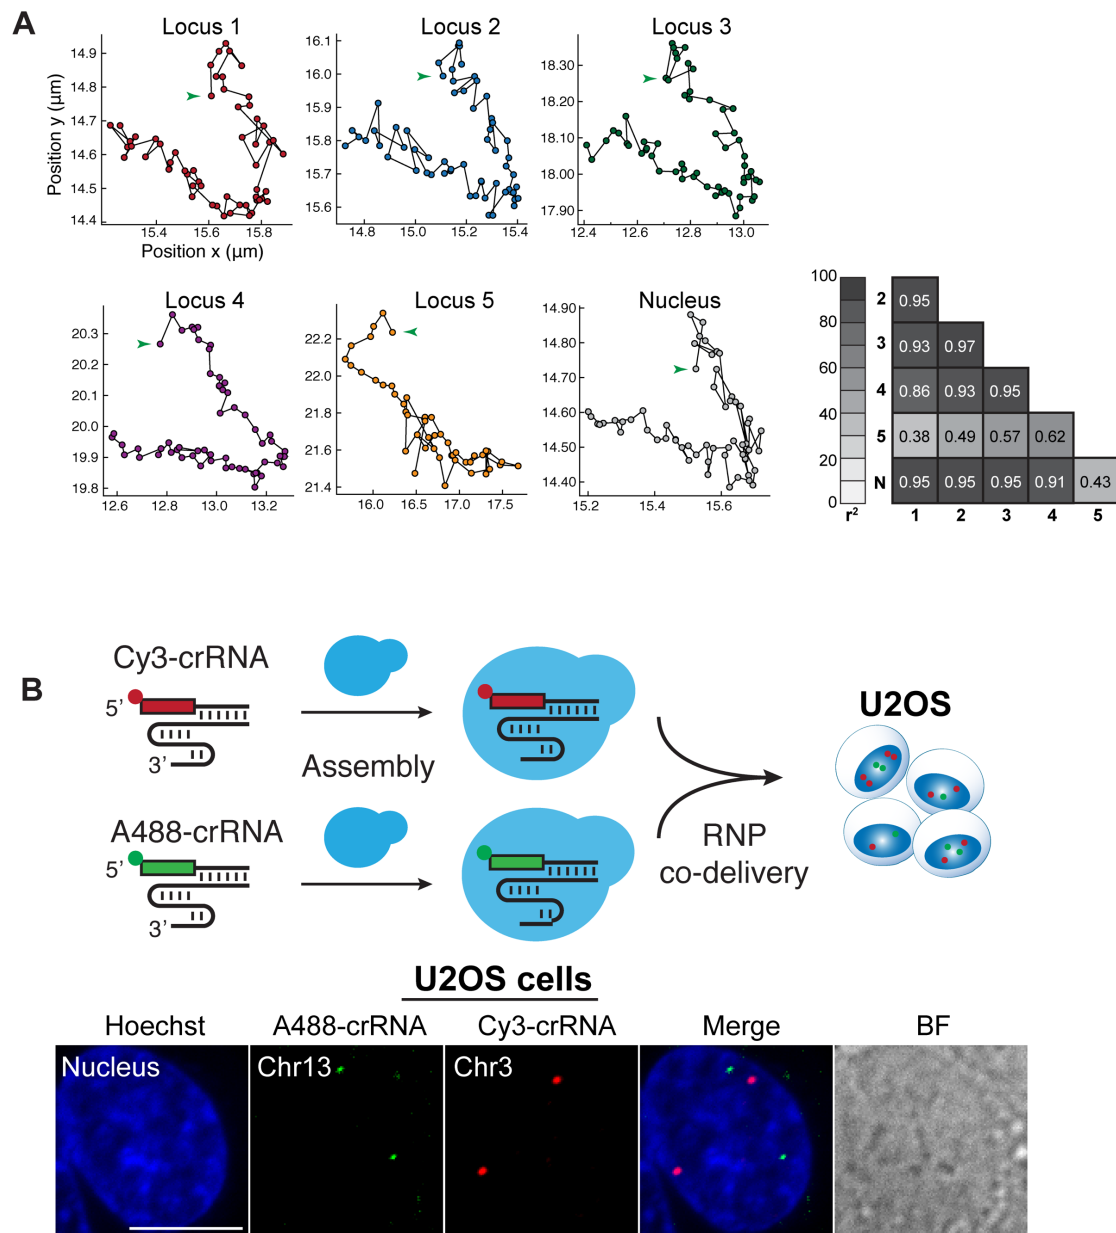 A
Locus 1
Locus 2
Locus 3
14.9
14.8
14.7
14.6
14.5
14.4
Position y (µm)
15.4
15.6
15.8
Position x (µm)
16.1
16.0
15.9
15.8
15.7
15.6
14.8
15.0
15.2
15.4
18.30
18.20
18.10
18.00
17.90
12.4
12.6
12.8
13.0
Locus 4
Locus 5
Nucleus
20.3
20.2
20.1
20.0
19.9
19.8
12.6
12.8
13.0
13.2
22.2
22.0
21.8
21.6
21.4
16.0
16.5
17.0
17.5
14.90
14.80
14.70
14.60
14.50
14.40
15.2
15.4
15.6
100
80
60
40
20
0
r²
2 0.95
3 0.93 0.97
4 0.86 0.93 0.95
5 0.38 0.49 0.57 0.62
N 0.95 0.95 0.95 0.91 0.43
1 2 3 4 5
B
Cy3-crRNA
5’
3’
Assembly
A488-crRNA
5’
3’
RNP
co-delivery
U2OS
U2OS cells
Hoechst A488-crRNA Cy3-crRNA Merge BF
Nucleus Chr13 Chr3